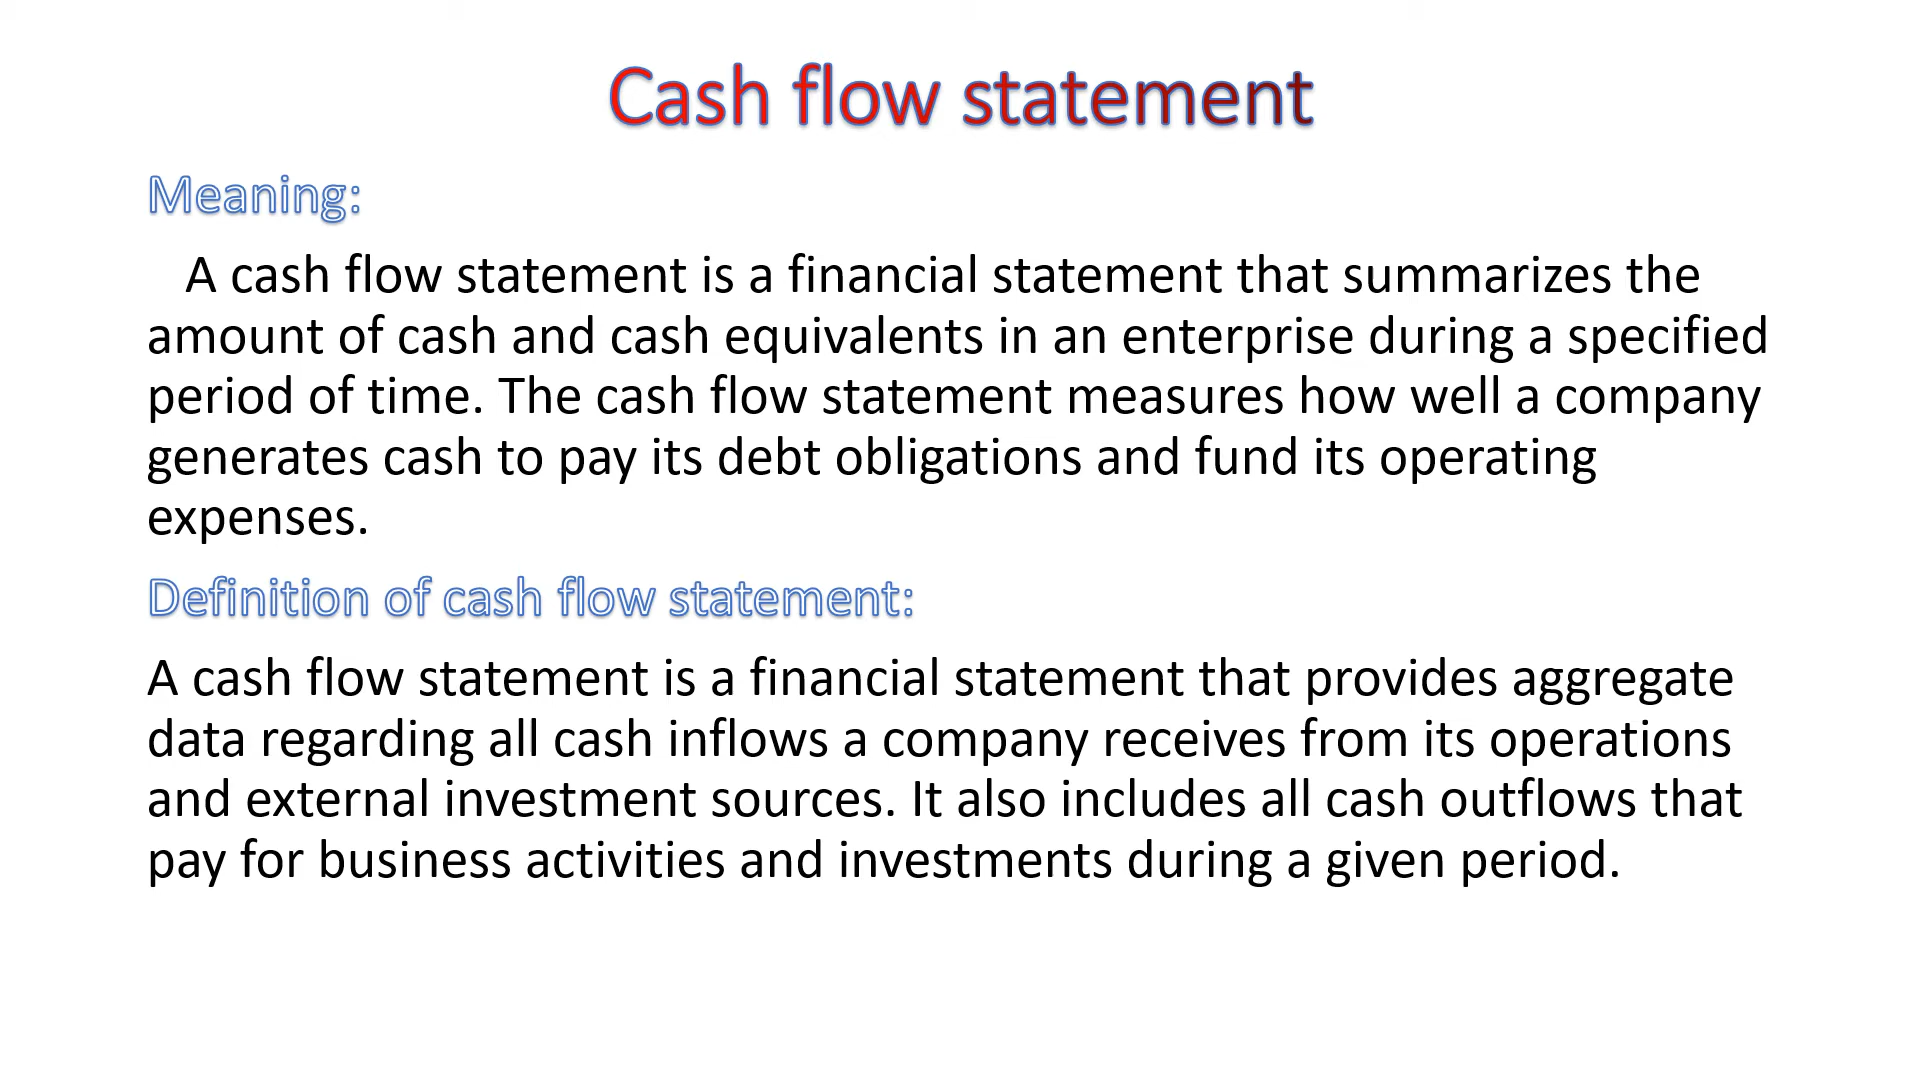 Cash flow statement
Meaning:
A cash flow statement is a financial statement that summarizes the
amount of cash and cash equivalents in an enterprise during a specified
period of time. The cash flow statement measures how well a company
generates cash to pay its debt obligations and fund its operating
expenses.
Definition of cash flow statement:
A cash flow statement is a financial statement that provides aggregate
data regarding all cash inflows a company receives from its operations
and external investment sources. It also includes all cash outflows that
pay for business activities and investments during a given period.